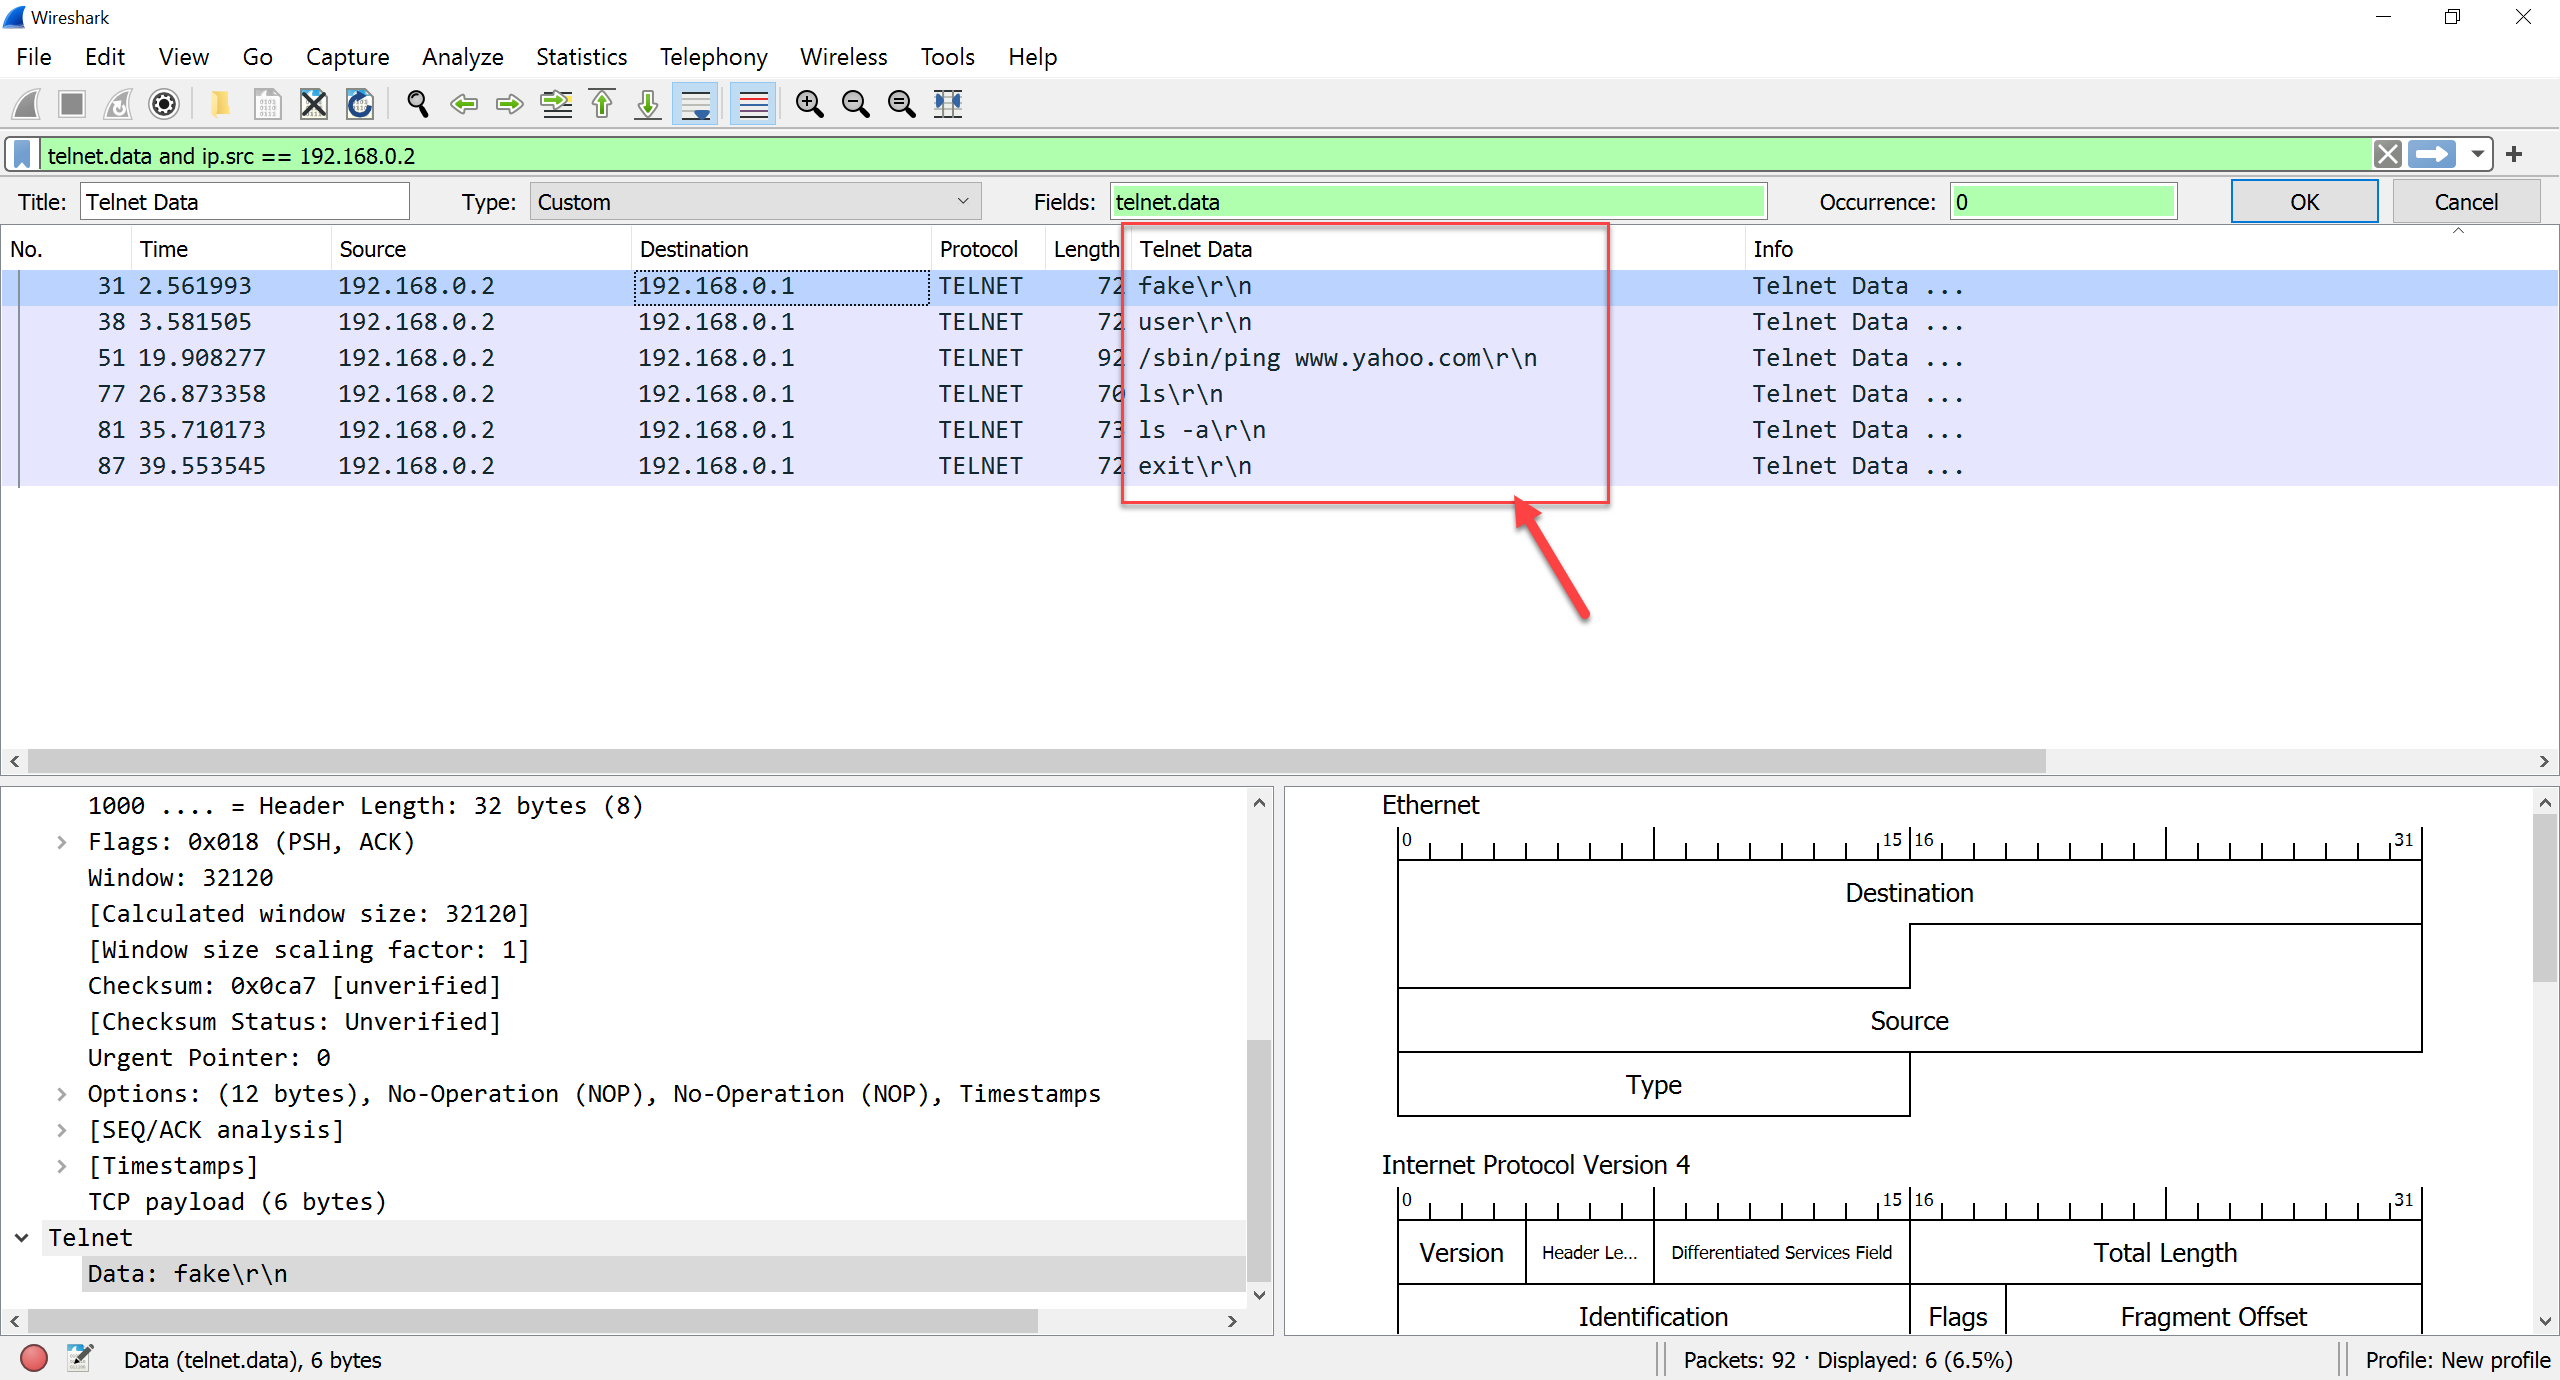 Wireshark
File Edit View Go Capture Analyze Statistics Telephony Wireless Tools Help
telnet.data and ip.src == 192.168.0.2
Title: Telnet Data Type: Custom Fields: telnet.data Occurrence: 0 OK Cancel
No. Time Source Destination Protocol Length Telnet Data Info
31 2.561993 192.168.0.2 192.168.0.1 TELNET 72 fake\r\n Telnet Data ...
38 3.581505 192.168.0.2 192.168.0.1 TELNET 72 user\r\n Telnet Data ...
51 19.908277 192.168.0.2 192.168.0.1 TELNET 92 /sbin/ping www.yahoo.com\r\n Telnet Data ...
77 26.873358 192.168.0.2 192.168.0.1 TELNET 70 ls\r\n Telnet Data ...
81 35.710173 192.168.0.2 192.168.0.1 TELNET 73 ls -a\r\n Telnet Data ...
87 39.553545 192.168.0.2 192.168.0.1 TELNET 72 exit\r\n Telnet Data ...
1000 .... = Header Length: 32 bytes (8)
Flags: 0x018 (PSH, ACK)
Window: 32120
[Calculated window size: 32120]
[Window size scaling factor: 1]
Checksum: 0x0ca7 [unverified]
[Checksum Status: Unverified]
Urgent Pointer: 0
Options: (12 bytes), No-Operation (NOP), No-Operation (NOP), Timestamps
[SEQ/ACK analysis]
[Timestamps]
TCP payload (6 bytes)
Telnet
Data: fake\r\n
Ethernet
0 15 16 31
Destination
Source
Type
Internet Protocol Version 4
0 15 16 31
Version Header Le... Differentiated Services Field Total Length
Identification Flags Fragment Offset
Data (telnet.data), 6 bytes Packets: 92 · Displayed: 6 (6.5%) Profile: New profile